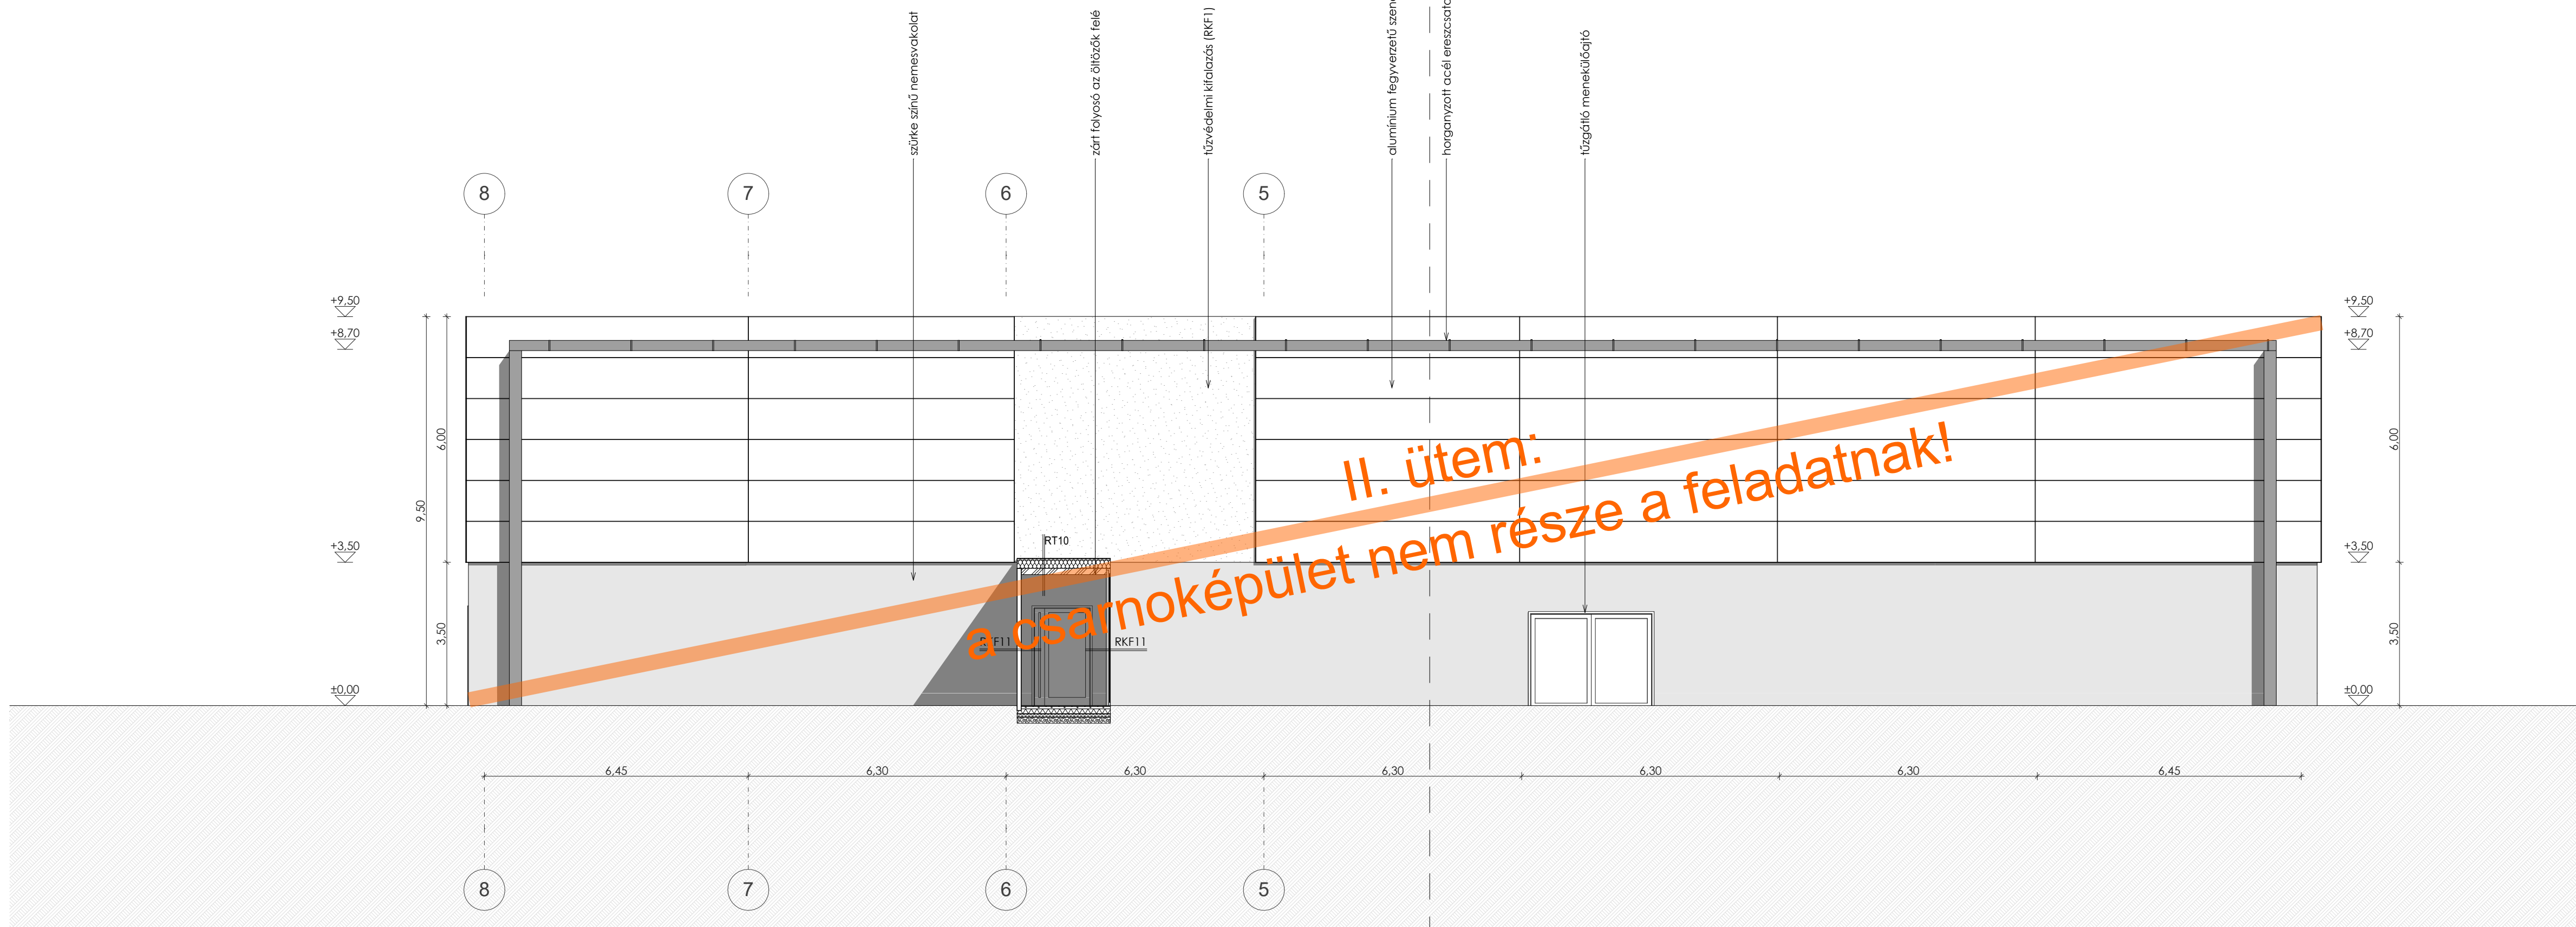 szürke színű nemesvakolat
zárt folyosó az öltözők felé
tűzvédelmi kifalazás (RKF1)
alumínium fegyverzetű
horganyzott acél
tűzgátló menekülőajtó
8
7
6
5
+9,50
+8,70
+3,50
±0,00
9,50
6,00
3,50
RT10
RKF11
RKF11
II. ütem:
a csarnoképület nem része a feladatnak!
+9,50
+8,70
+3,50
±0,00
6,00
3,50
6,45
6,30
6,30
6,30
6,30
6,30
6,45
8
7
6
5